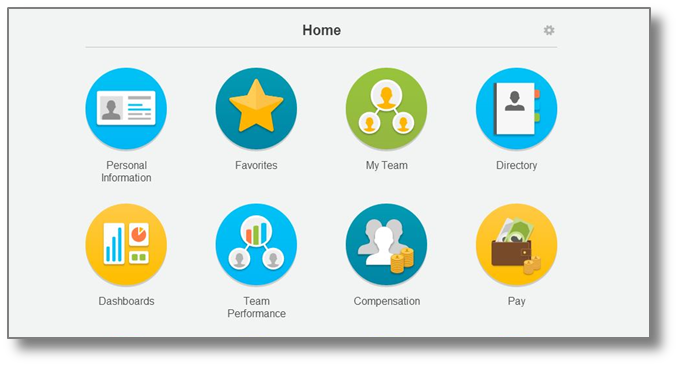 Home
Personal
Information
Favorites
My Team
Directory
Dashboards
Team
Performance
Compensation
Pay